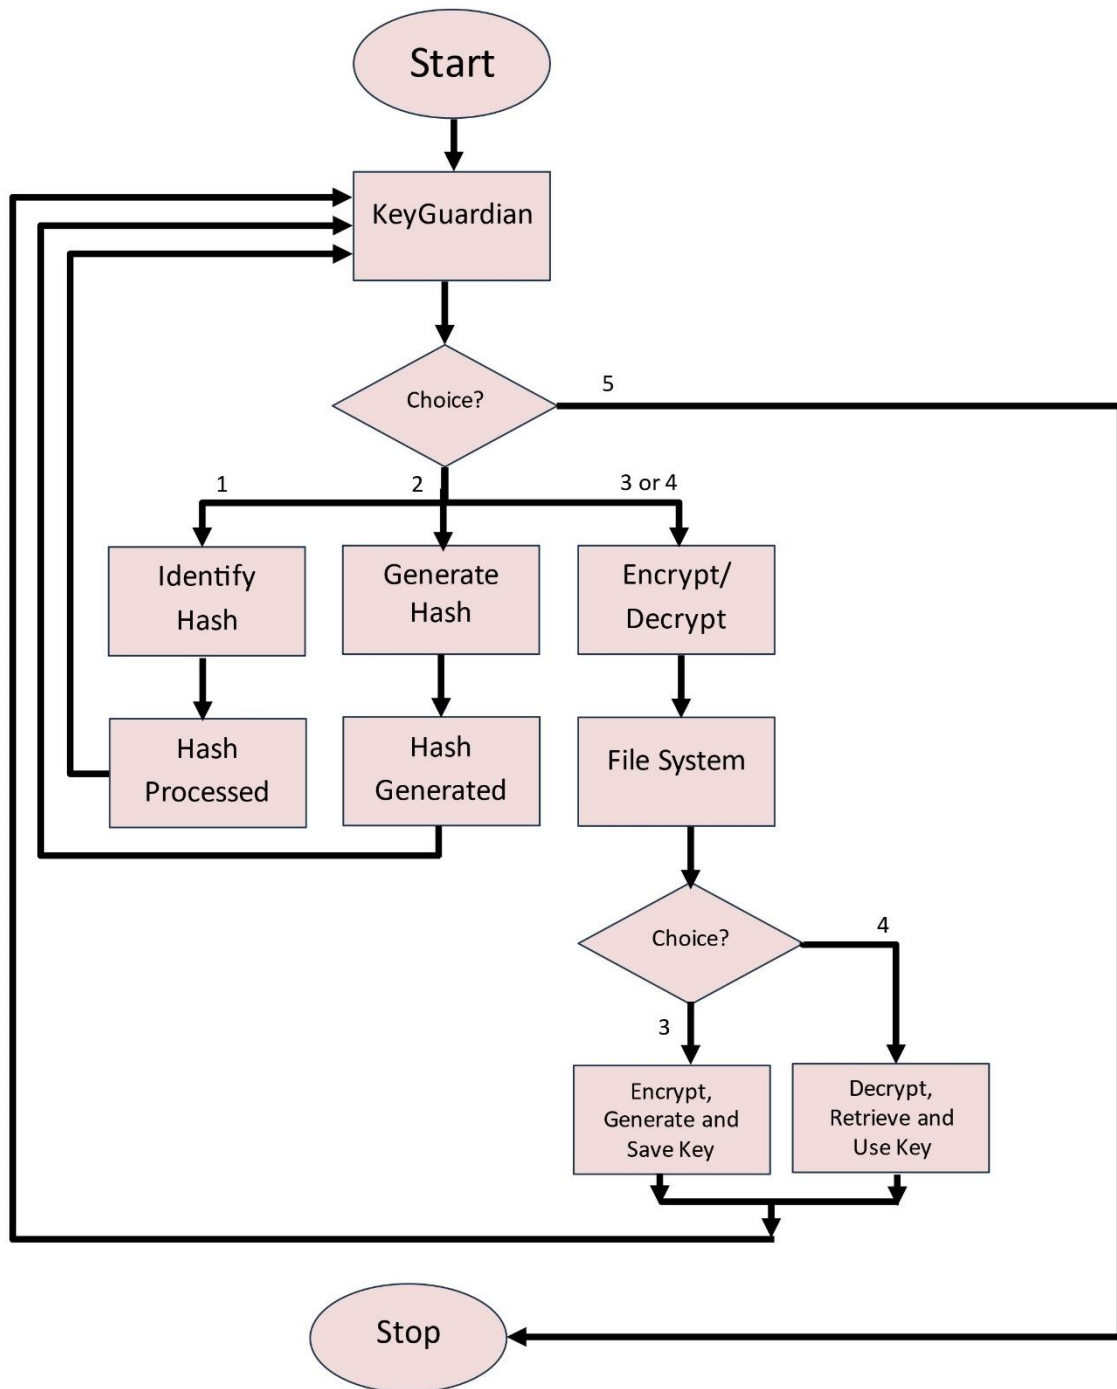 Start
KeyGuardian
Choice?
5
1
2
3 or 4
Identify
Hash
Generate
Hash
Encrypt/
Decrypt
Hash
Processed
Hash
Generated
File System
Choice?
4
3
Encrypt,
Generate and
Save Key
Decrypt,
Retrieve and
Use Key
Stop